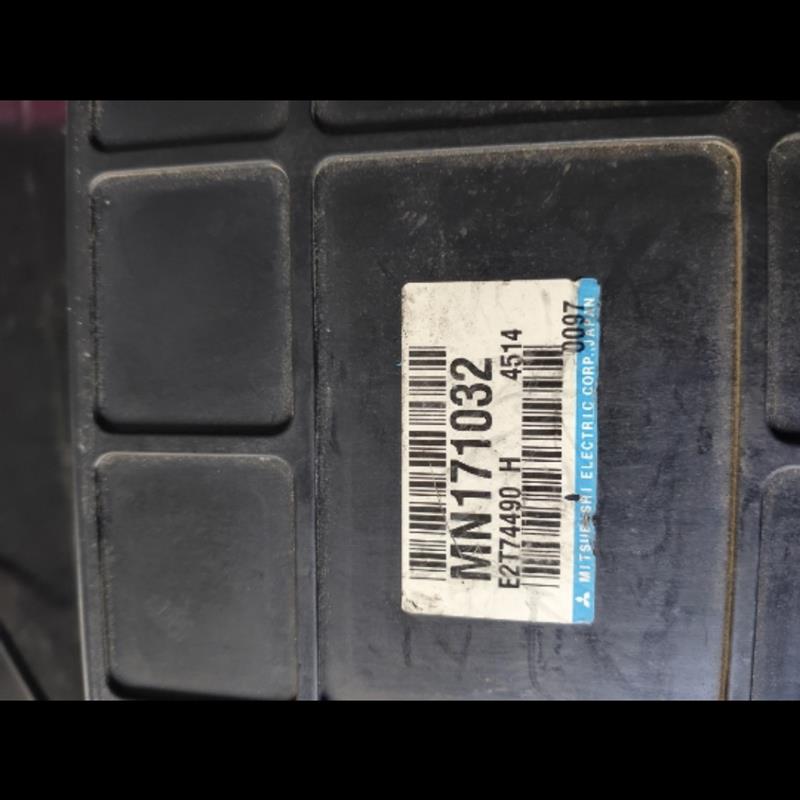 MN171032
E2T74490 H 4514
0097
MITSUBISHI ELECTRIC CORP. JAPAN